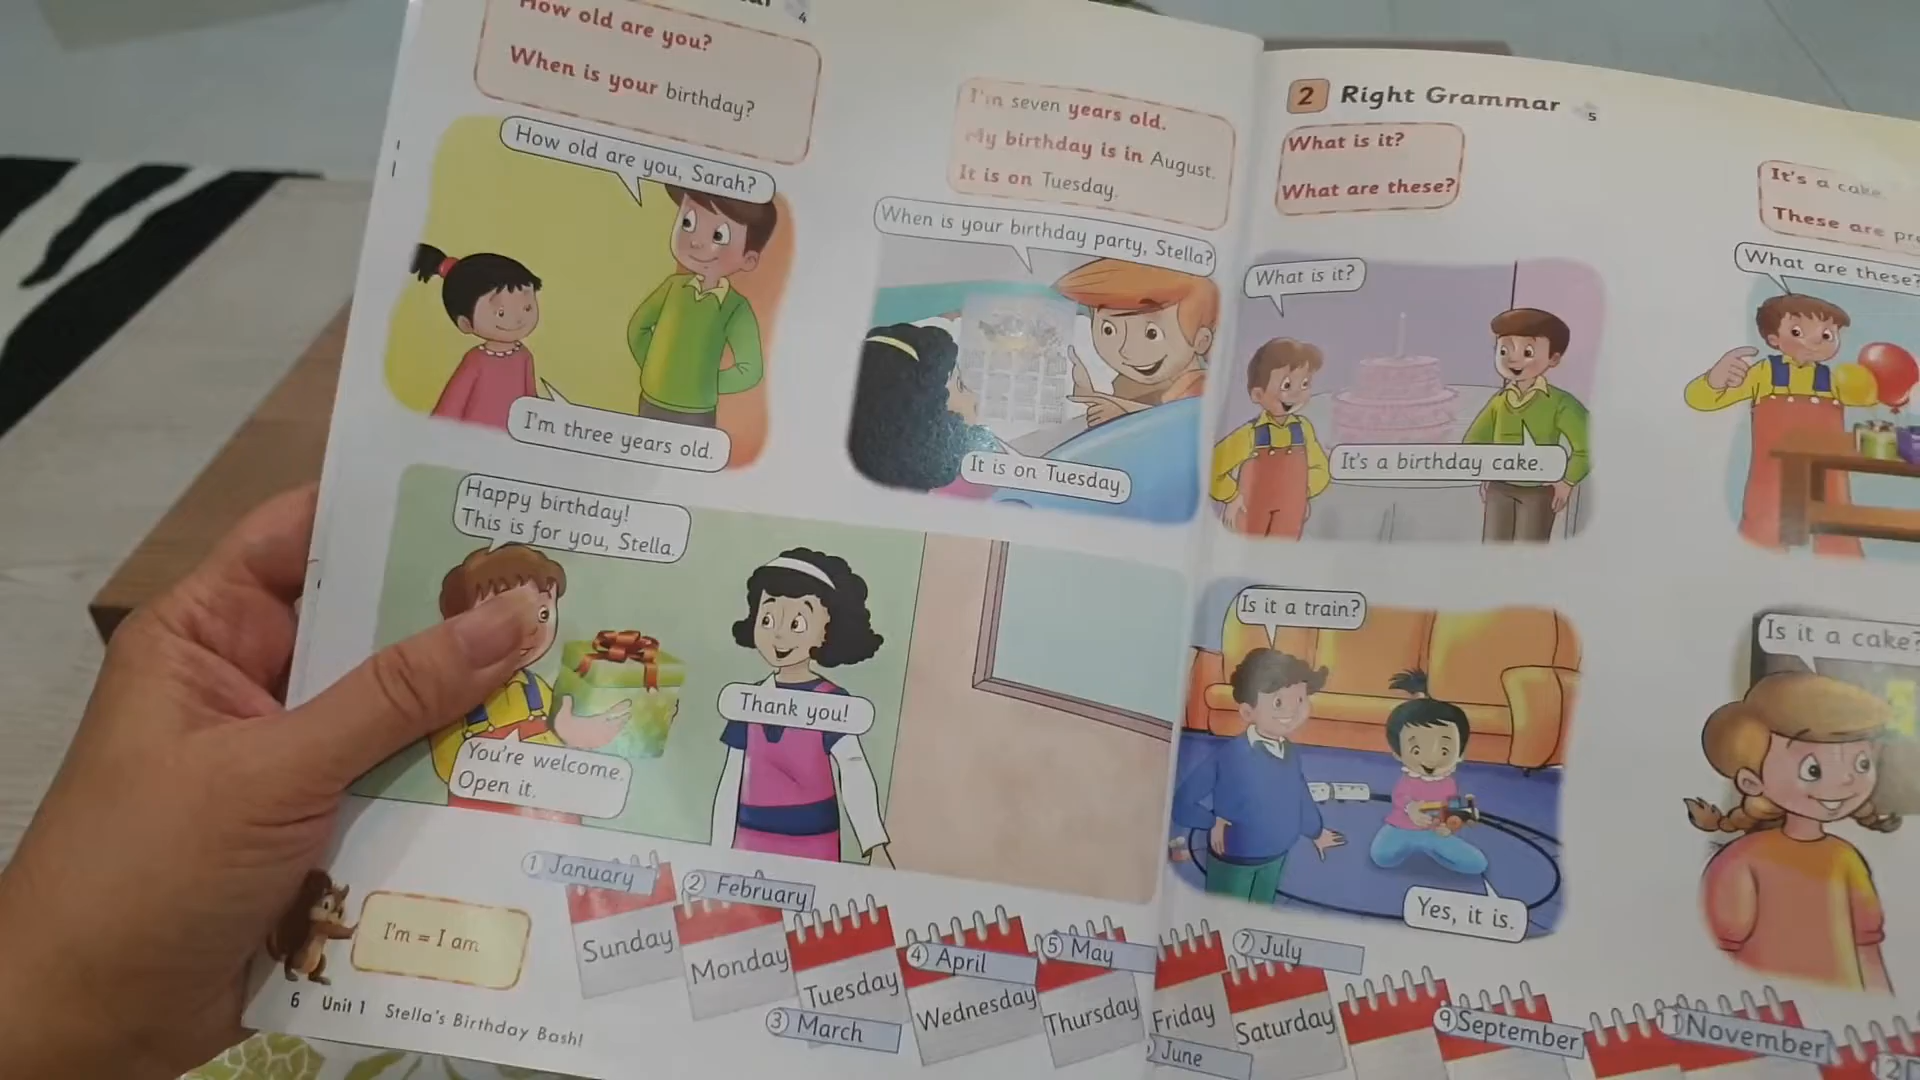 How old are you?
When is your birthday?
I'm seven years old.
My birthday is in August.
It is on Tuesday.
How old are you, Sarah?
I'm three years old.
When is your birthday party, Stella?
It is on Tuesday.
Happy birthday!
This is for you, Stella.
Thank you!
You're welcome.
Open it.
I'm = I am
1 January
2 February
3 March
4 April
5 May
Sunday
Monday
Tuesday
Wednesday
Thursday
6 Unit 1 Stella's Birthday Bash!
4
2 Right Grammar
5
What is it?
What are these?
It's a cake.
These are
What is it?
It's a birthday cake.
What are these?
Is it a train?
Yes, it is.
Is it a cake?
June
7 July
9 September
11 November
Friday
Saturday